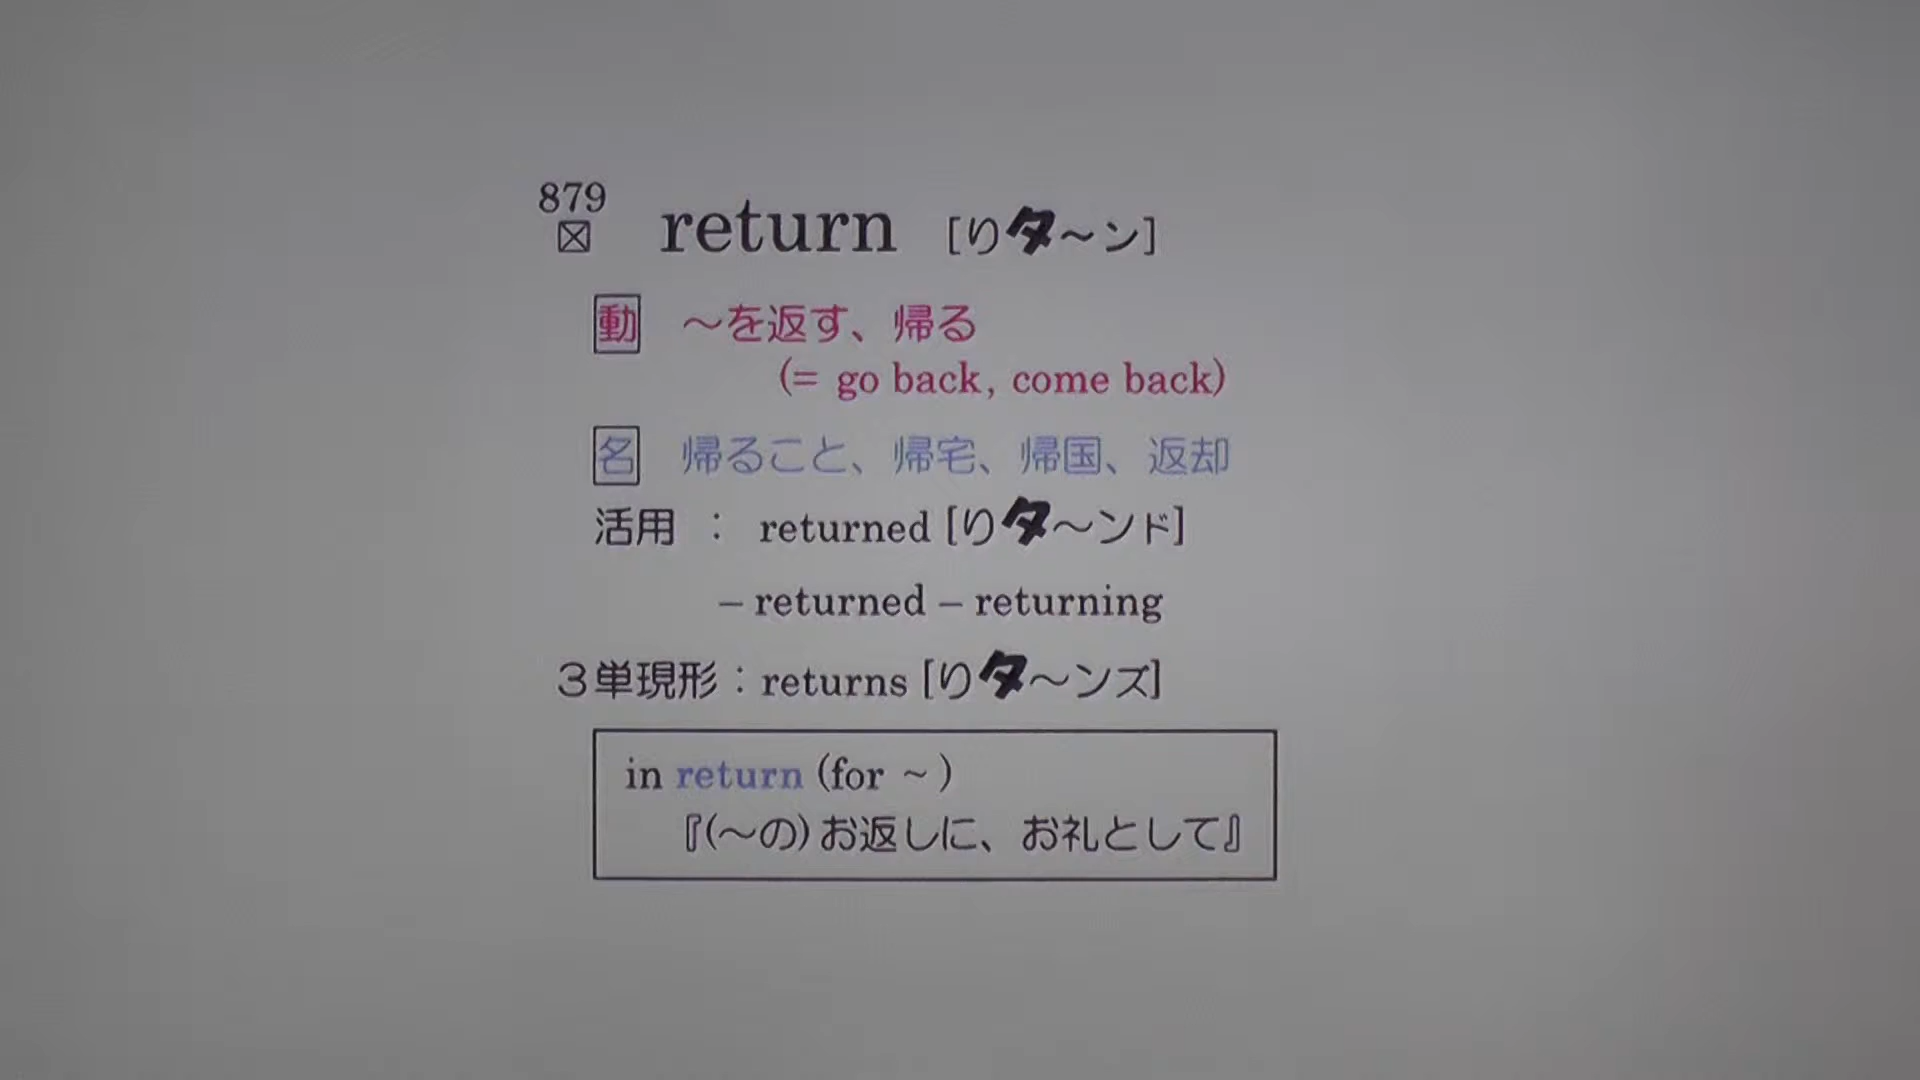 879
☒ return [りタ〜ン]
動 〜を返す、帰る
(= go back, come back)
名 帰ること、帰宅、帰国、返却
活用 : returned [りタ〜ンド]
– returned – returning
3単現形 : returns [りタ〜ンズ]
in return (for ~ )
『(〜の) お返しに、お礼として』